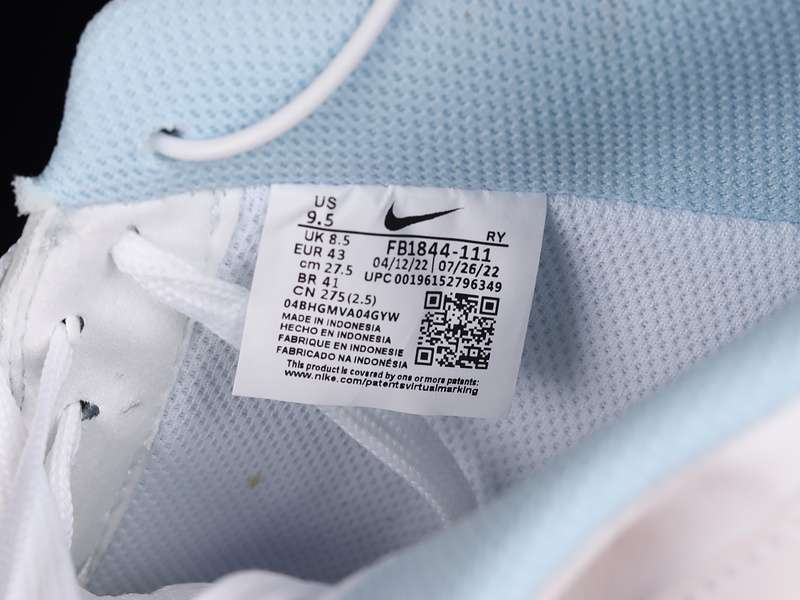 US
9.5
RY
UK 8.5
FB1844-111
EUR 43
04/12/22 07/26/22
cm 27.5
UPC 00196152796349
BR 41
CN 275(2.5)
04BHGMVA04GYW
MADE IN INDONESIA
HECHO EN INDONESIA
FABRIQUE EN INDONESIE
FABRICADO NA INDONÉSIA
This product is covered by one or more patents:
www.nike.com/patentsvirtualmarking